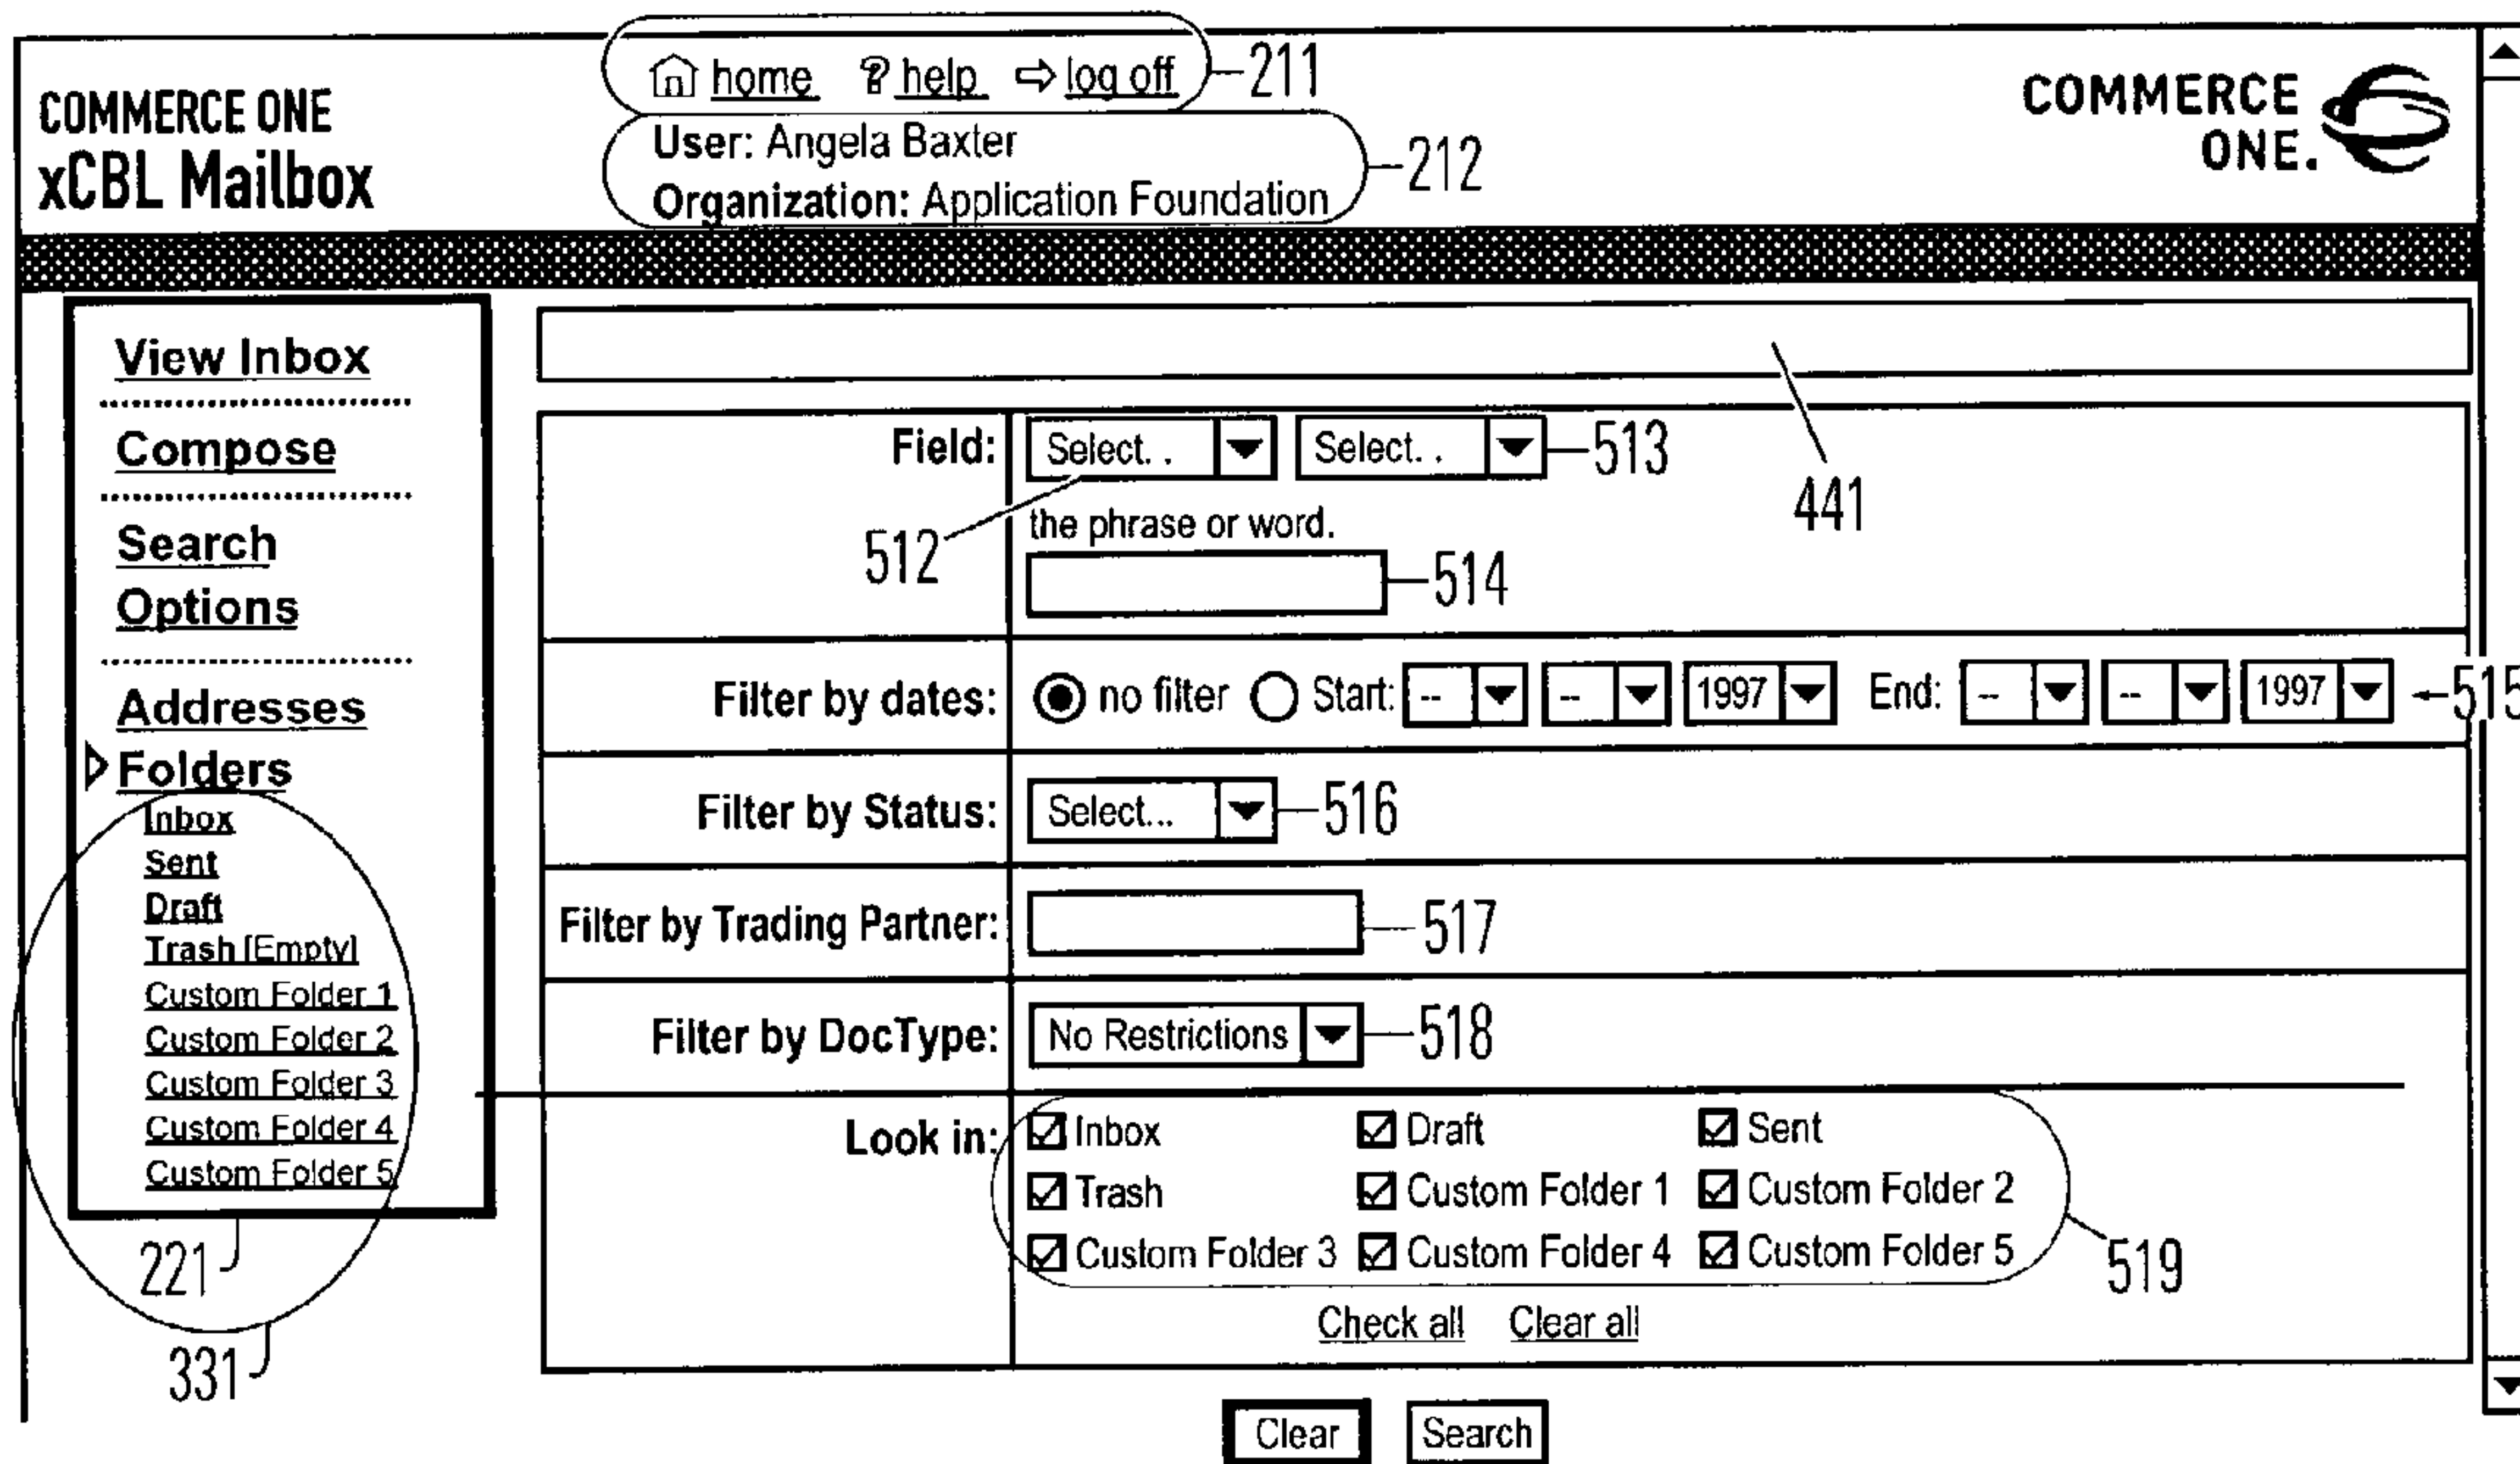 home ? help log off 211
COMMERCE ONE
xCBL Mailbox
User: Angela Baxter
Organization: Application Foundation
212
COMMERCE
ONE.
View Inbox
Compose
Search
Options
Addresses
Folders
Inbox
Sent
Draft
Trash [Empty]
Custom Folder 1
Custom Folder 2
Custom Folder 3
Custom Folder 4
Custom Folder 5
221
331
441
Field: Select. . Select. . 513
512
the phrase or word.
514
Filter by dates: no filter Start: -- -- 1997 End: -- -- 1997 515
Filter by Status: Select... 516
Filter by Trading Partner: 517
Filter by DocType: No Restrictions 518
Look in: Inbox Draft Sent
Trash Custom Folder 1 Custom Folder 2
Custom Folder 3 Custom Folder 4 Custom Folder 5
519
Check all Clear all
Clear Search